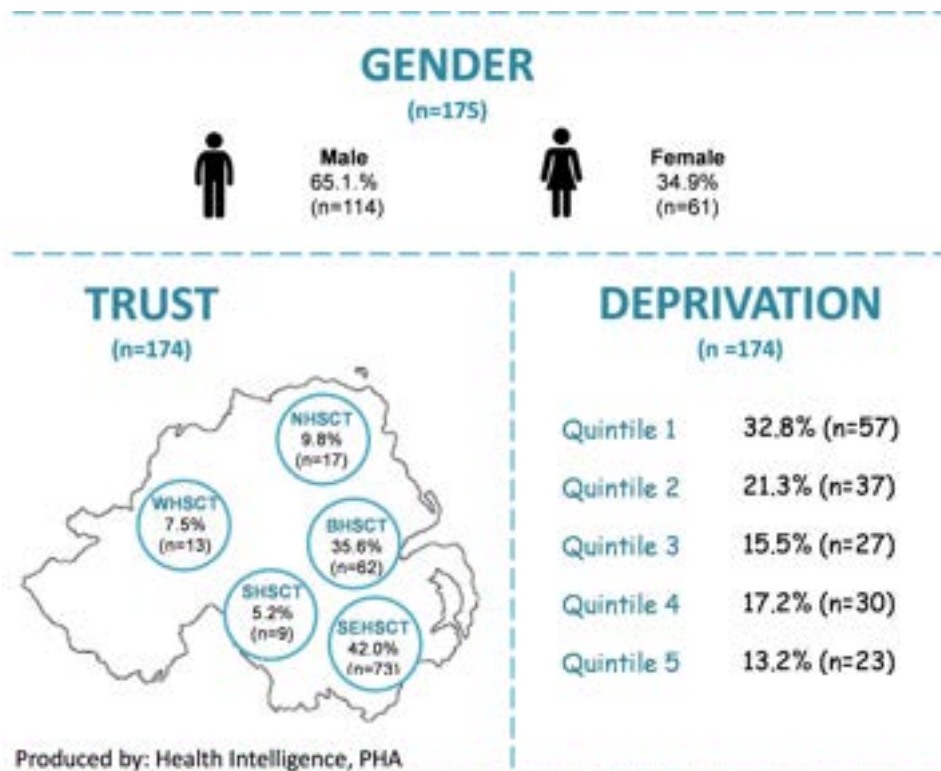 GENDER
(n=175)
Male
65.1.%
(n=114)
Female
34.9%
(n=61)
TRUST
(n=174)
NHSCT
9.8%
(n=17)
WHSCT
7.5%
(n=13)
BHSCT
35.6%
(n=62)
SHSCT
5.2%
(n=9)
SEHSCT
42.0%
(n=73)
DEPRIVATION
(n =174)
Quintile 1 32.8% (n=57)
Quintile 2 21.3% (n=37)
Quintile 3 15.5% (n=27)
Quintile 4 17.2% (n=30)
Quintile 5 13.2% (n=23)
Produced by: Health Intelligence, PHA